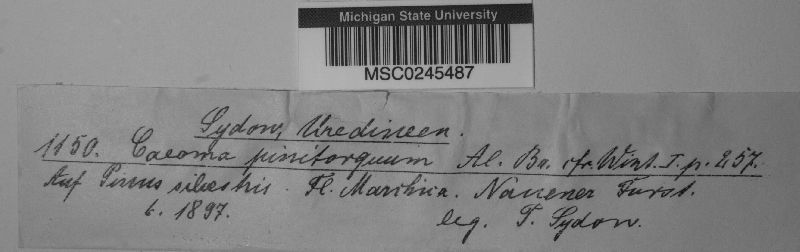 Michigan State University
MSC0245487
Sydow, Uredineen.
1150. Caeoma pinitorquum Al. Br. cfr. Wint. I. p. 257.
Auf Pinus silvestris. Fl. Marchica. Nauener Forst.
6. 1897. leg. P. Sydow.